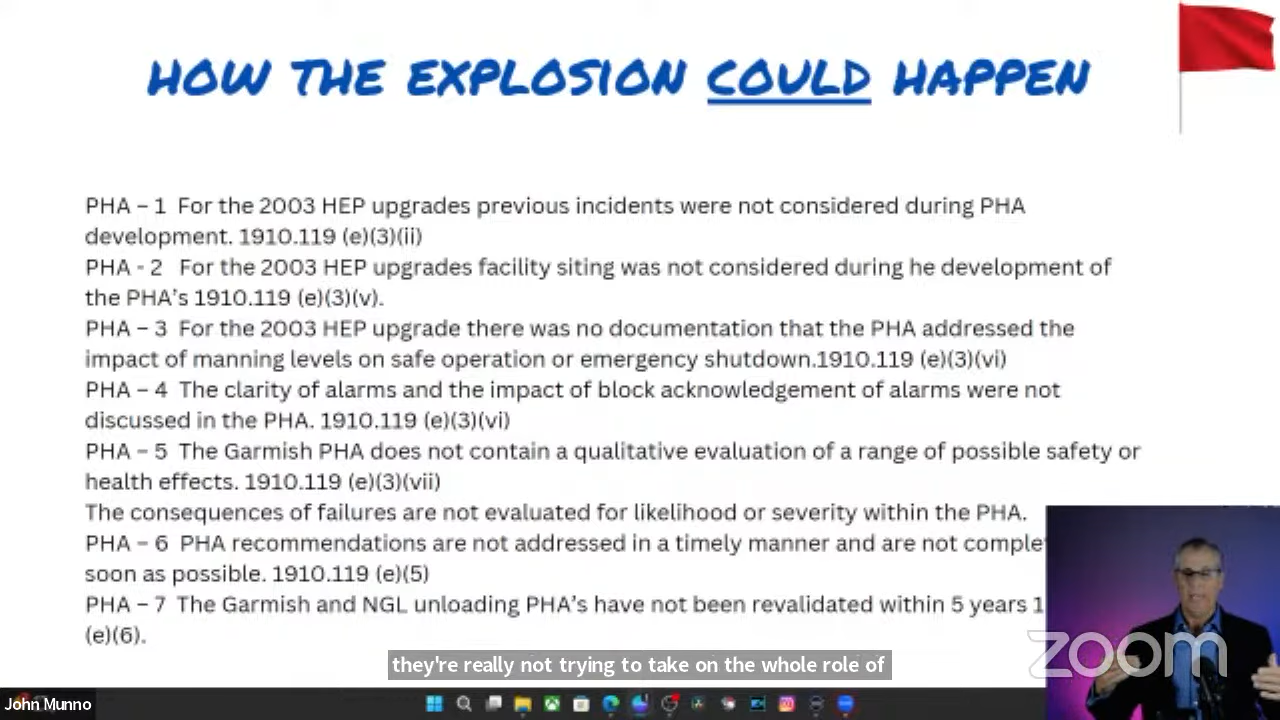 HOW THE EXPLOSION COULD HAPPEN
PHA – 1 For the 2003 HEP upgrades previous incidents were not considered during PHA
development. 1910.119 (e)(3)(ii)
PHA - 2 For the 2003 HEP upgrades facility siting was not considered during he development of
the PHA's 1910.119 (e)(3)(v).
PHA – 3 For the 2003 HEP upgrade there was no documentation that the PHA addressed the
impact of manning levels on safe operation or emergency shutdown.1910.119 (e)(3)(vi)
PHA – 4 The clarity of alarms and the impact of block acknowledgement of alarms were not
discussed in the PHA. 1910.119 (e)(3)(vi)
PHA – 5 The Garmish PHA does not contain a qualitative evaluation of a range of possible safety or
health effects. 1910.119 (e)(3)(vii)
The consequences of failures are not evaluated for likelihood or severity within the PHA.
PHA – 6 PHA recommendations are not addressed in a timely manner and are not comple
soon as possible. 1910.119 (e)(5)
PHA – 7 The Garmish and NGL unloading PHA's have not been revalidated within 5 years 1
(e)(6).
zoom
they're really not trying to take on the whole role of
John Munno